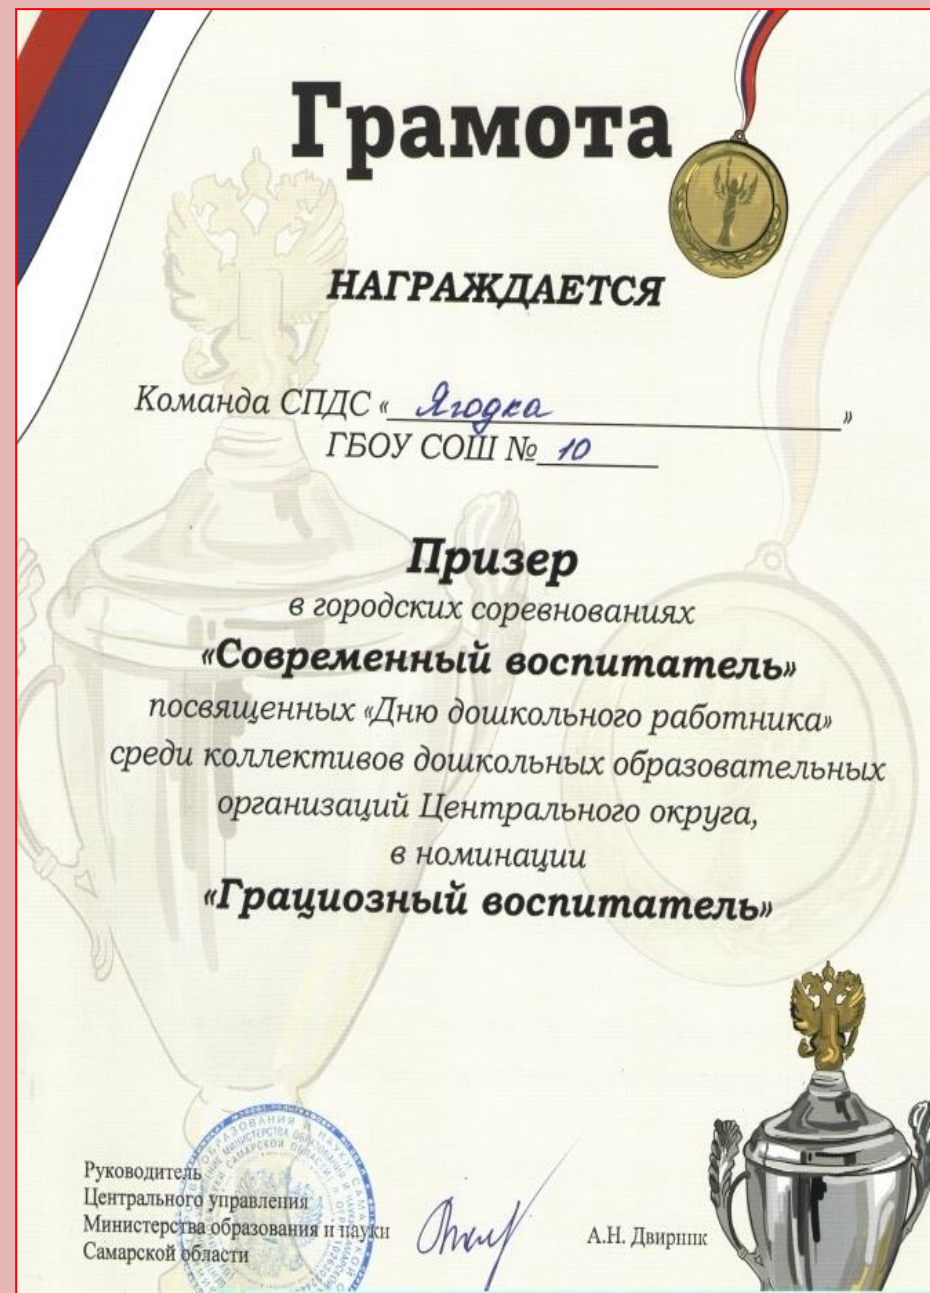 Грамота
НАГРАЖДАЕТСЯ
Команда СПДС « Ягодка »
ГБОУ СОШ № 10
Призер
в городских соревнованиях
«Современный воспитатель»
посвященных «Дню дошкольного работника»
среди коллективов дошкольных образовательных
организаций Центрального округа,
в номинации
«Грациозный воспитатель»
Руководитель
Центрального управления
Министерства образования и науки
Самарской области
А.Н. Двирник